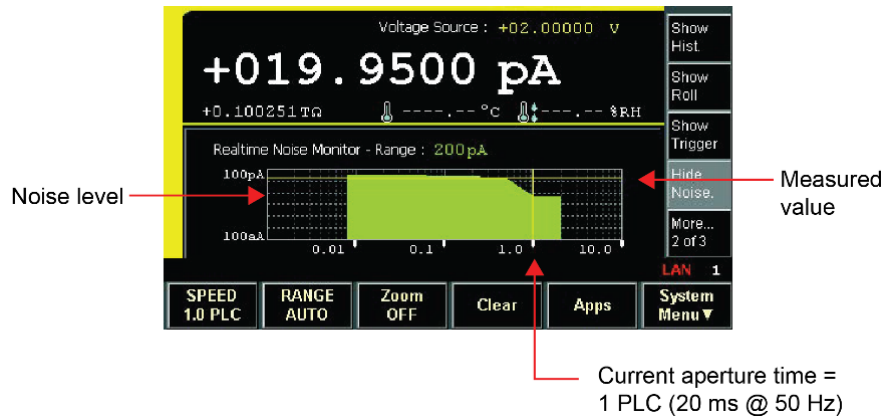 Voltage Source : +02.00000 V
+019.9500 pA
+0.100251TΩ ----.--°C ---.-- %RH
Realtime Noise Monitor - Range : 200pA
100pA
100aA
0.01 0.1 1.0 10.0
Show
Hist.
Show
Roll
Show
Trigger
Hide
Noise.
More...
2 of 3
LAN 1
SPEED
1.0 PLC
RANGE
AUTO
Zoom
OFF
Clear
Apps
System
Menu▼
Noise level
Measured
value
Current aperture time =
1 PLC (20 ms @ 50 Hz)